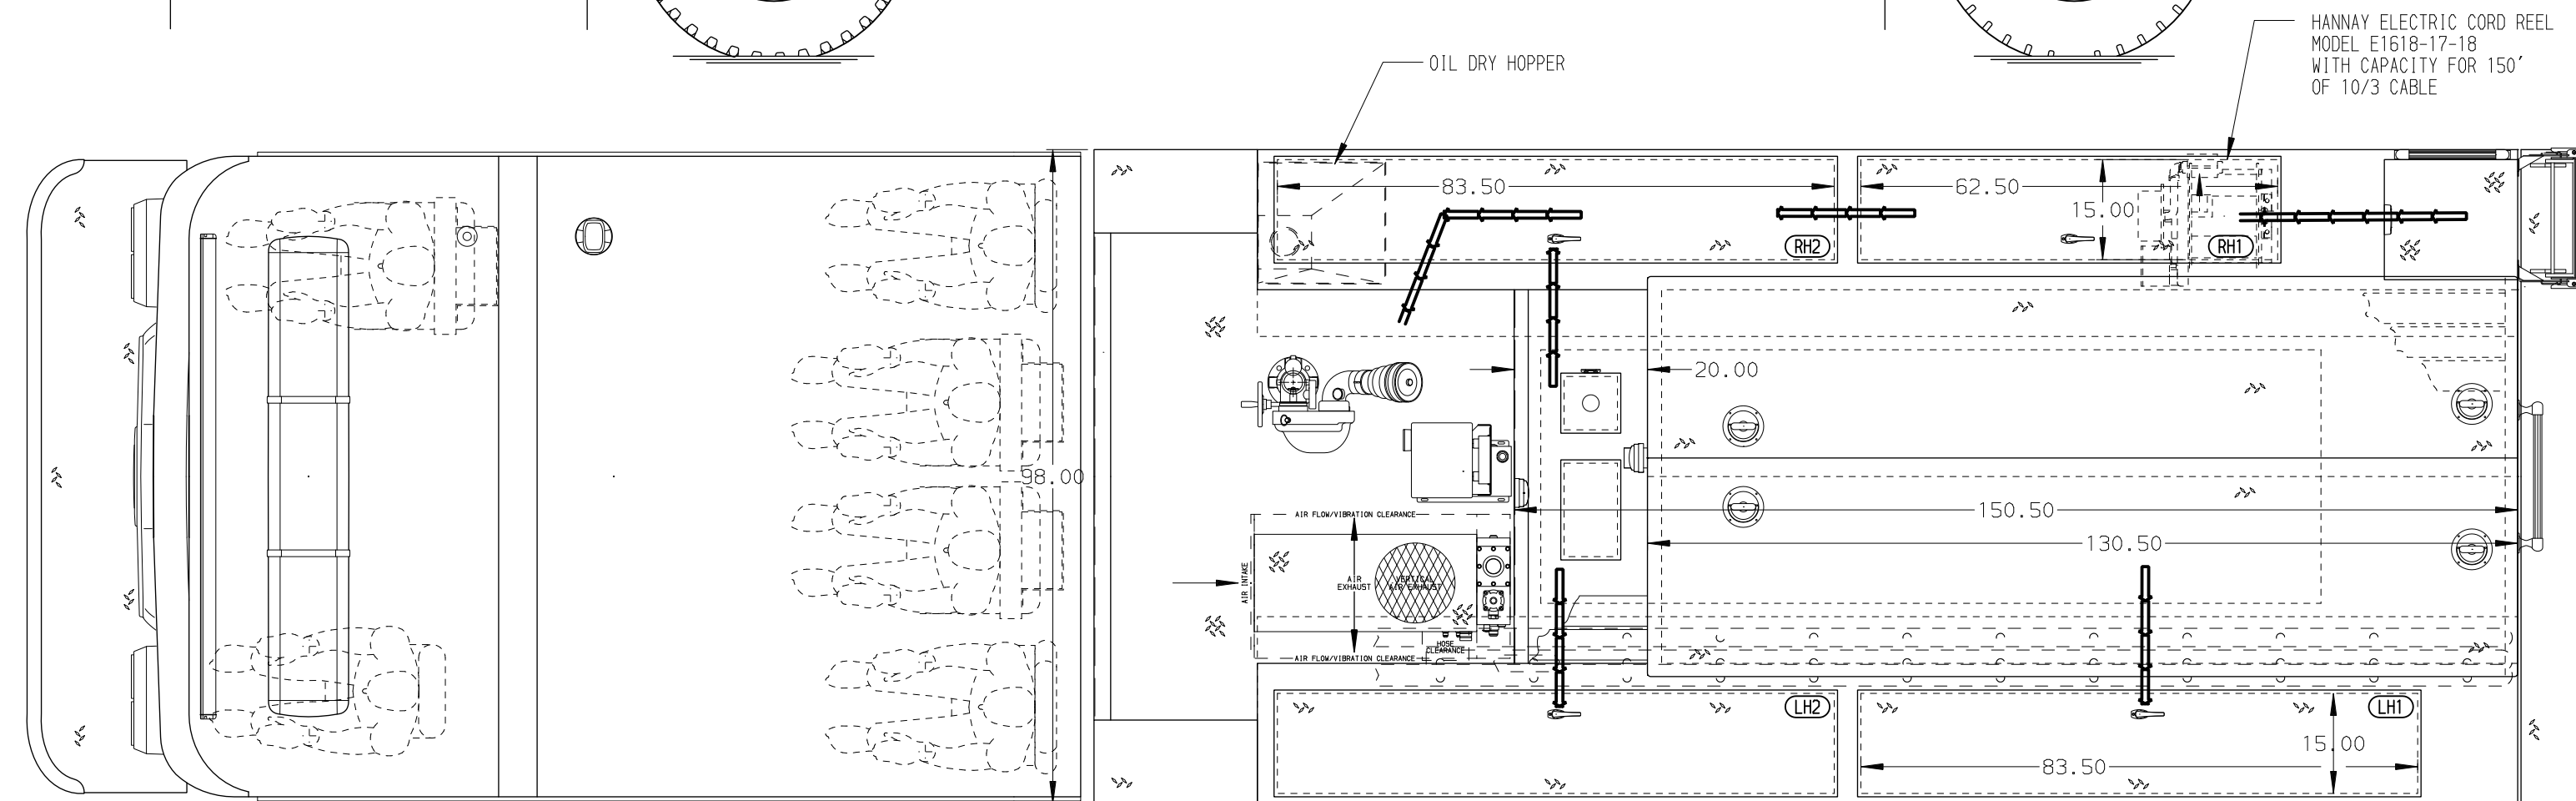 HANNAY ELECTRIC CORD REEL
MODEL E1618-17-18
WITH CAPACITY FOR 150'
OF 10/3 CABLE
OIL DRY HOPPER
83.50
62.50
15.00
RH2
RH1
20.00
98.00
150.50
130.50
AIR FLOW/VIBRATION CLEARANCE
AIR INTAKE
AIR
EXHAUST
VERTICAL
AIR EXHAUST
HOSE
CLEARANCE
AIR FLOW/VIBRATION CLEARANCE
LH2
LH1
15.00
83.50